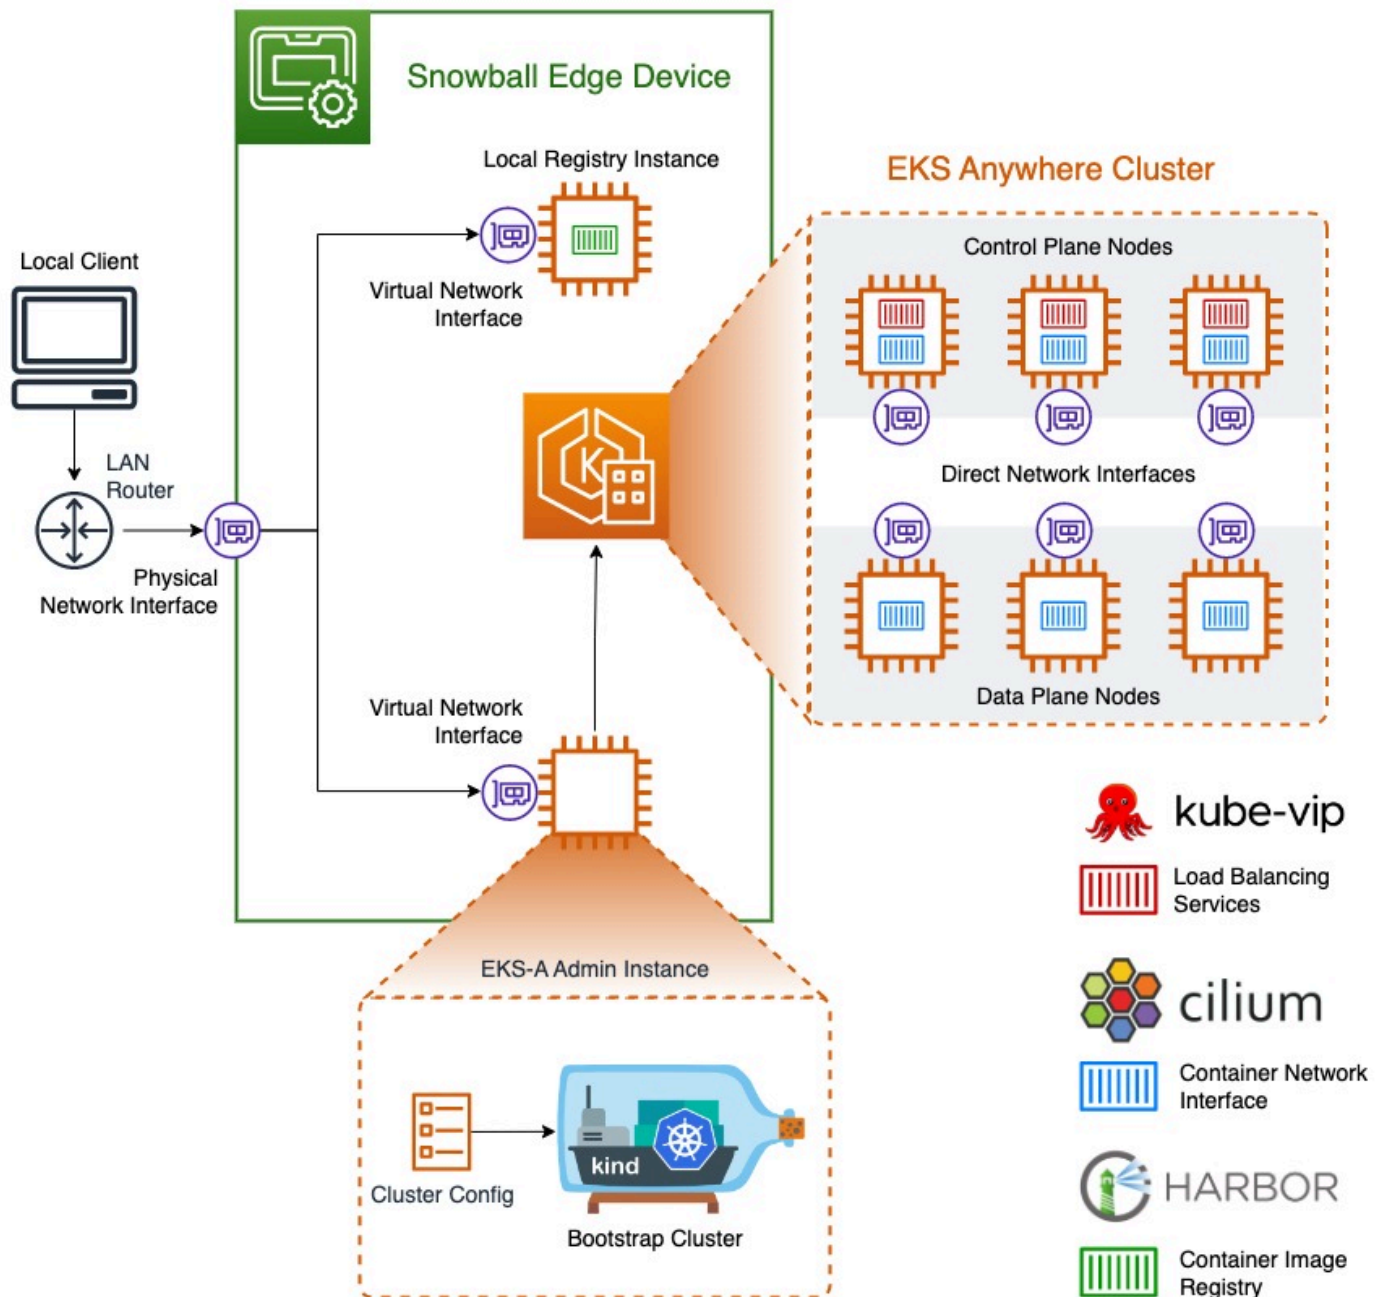 Snowball Edge Device
Local Registry Instance
EKS Anywhere Cluster
Control Plane Nodes
Local Client
Virtual Network
Interface
LAN
Router
Direct Network Interfaces
Physical
Network Interface
Data Plane Nodes
Virtual Network
Interface
K
kube-vip
Load Balancing
Services
EKS-A Admin Instance
cilium
Container Network
Interface
kind
Cluster Config
Bootstrap Cluster
HARBOR
Container Image
Registry